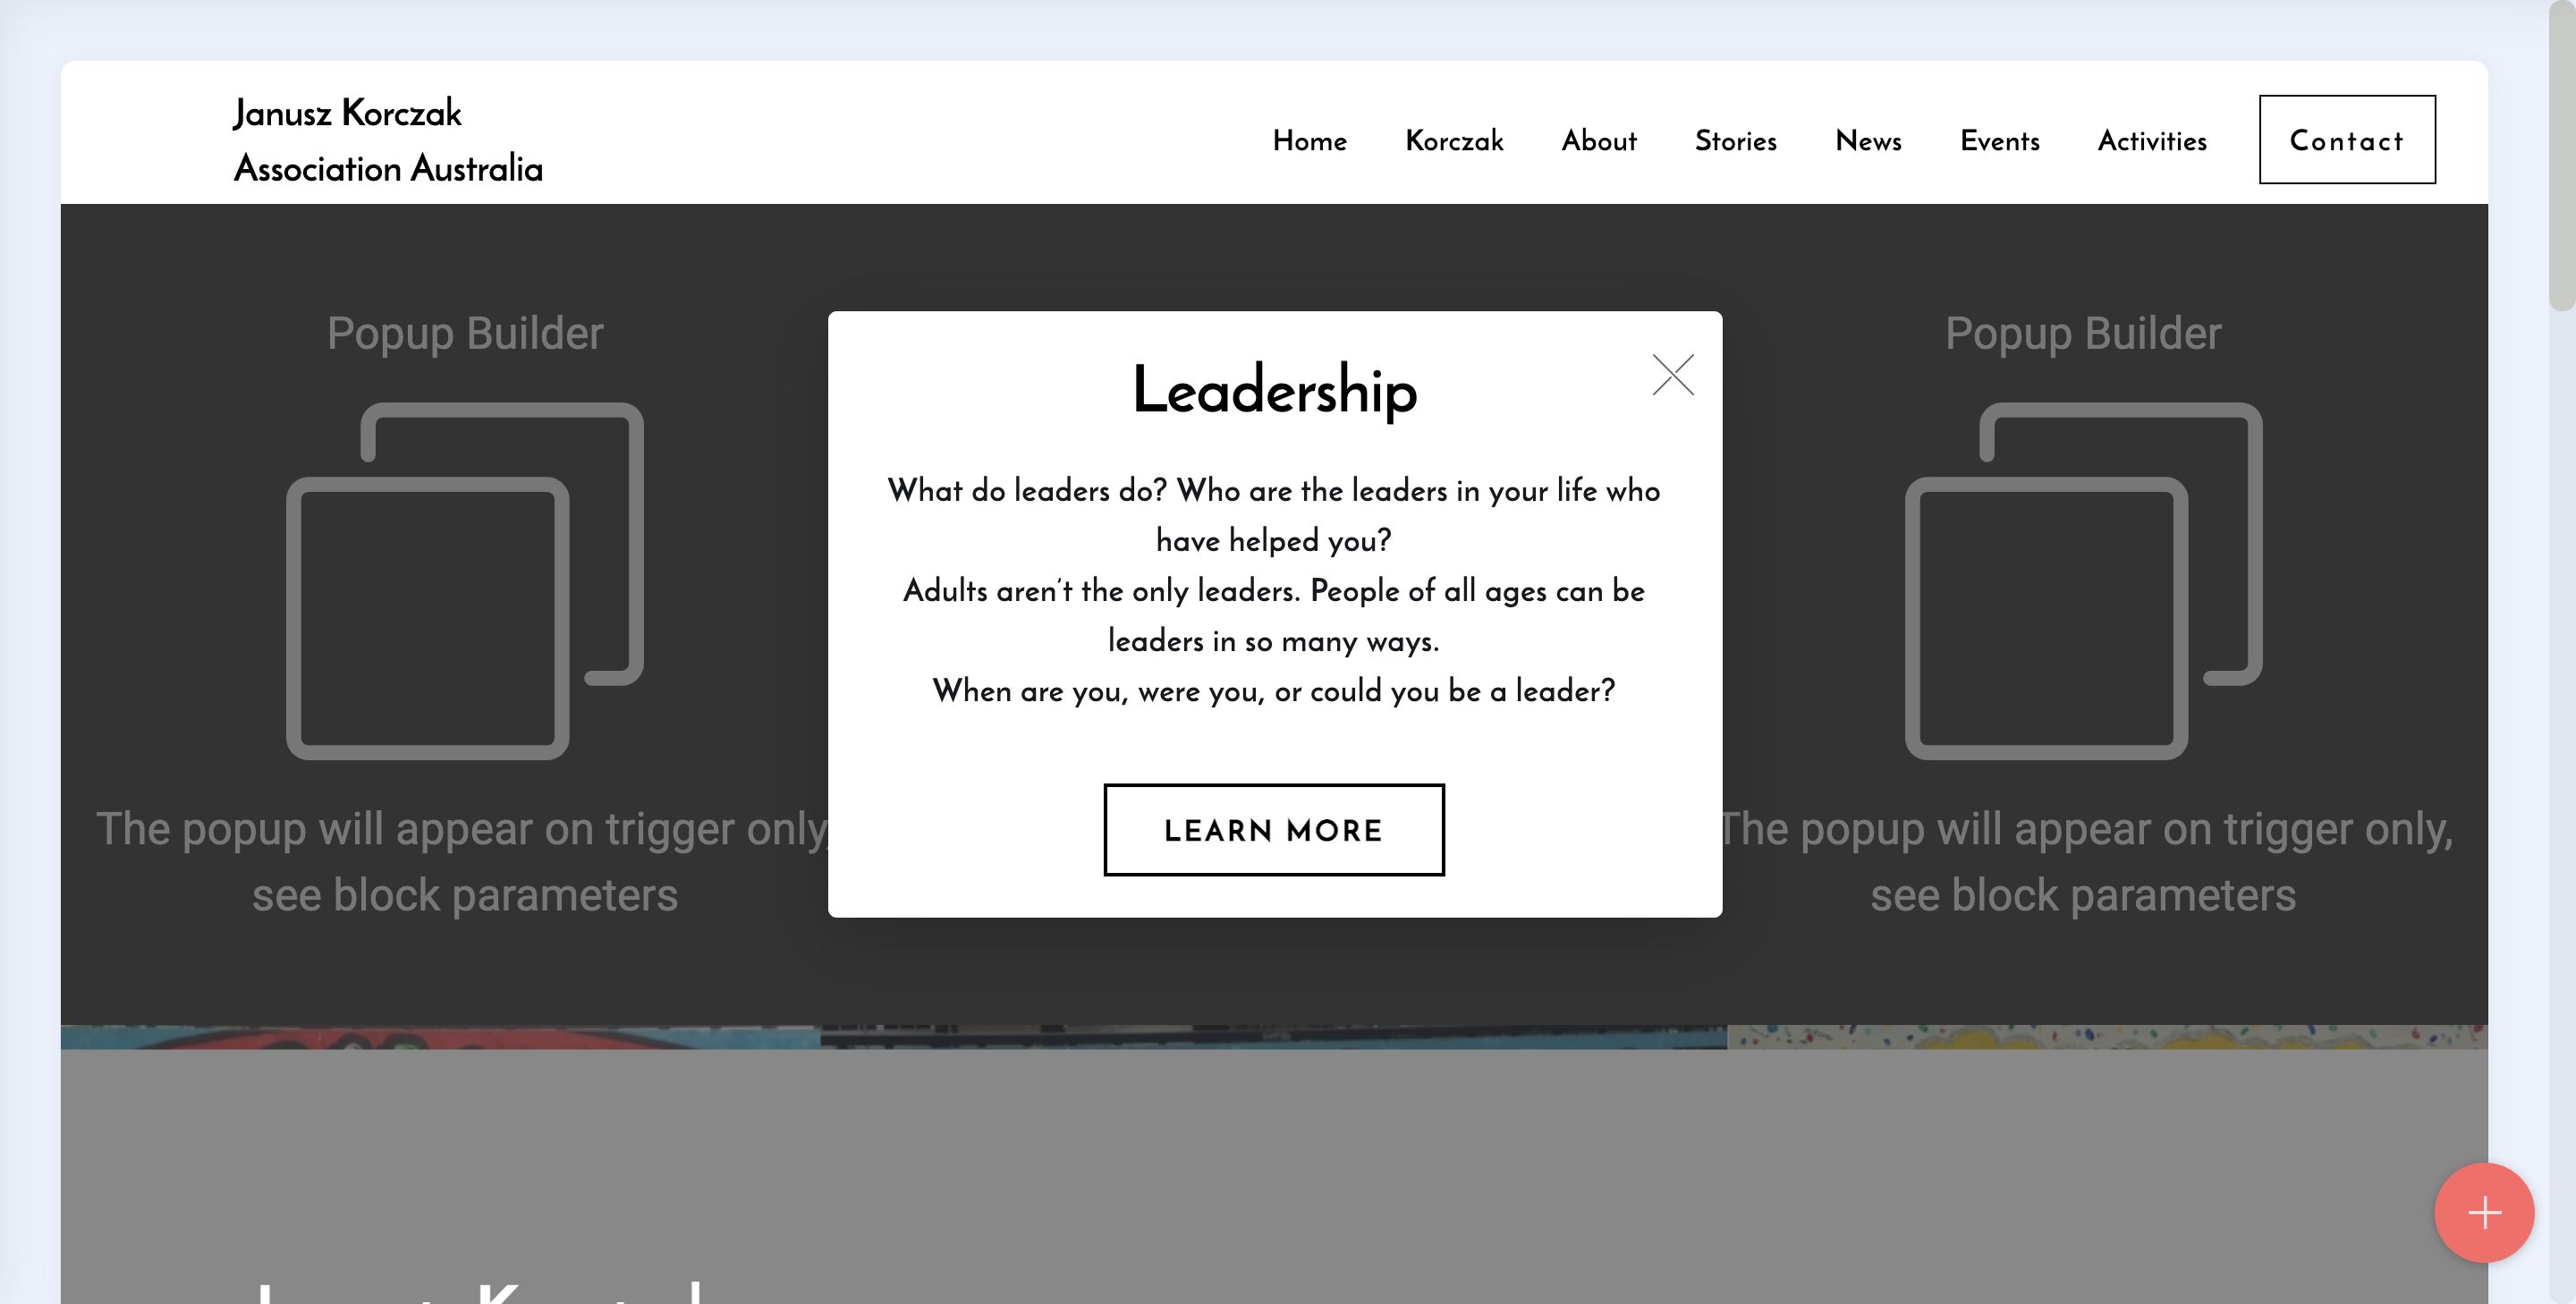 Janusz Korczak
Association Australia
Home Korczak About Stories News Events Activities Contact
Popup Builder
The popup will appear on trigger only,
see block parameters
Leadership
What do leaders do? Who are the leaders in your life who
have helped you?
Adults aren't the only leaders. People of all ages can be
leaders in so many ways.
When are you, were you, or could you be a leader?
LEARN MORE
Popup Builder
The popup will appear on trigger only,
see block parameters